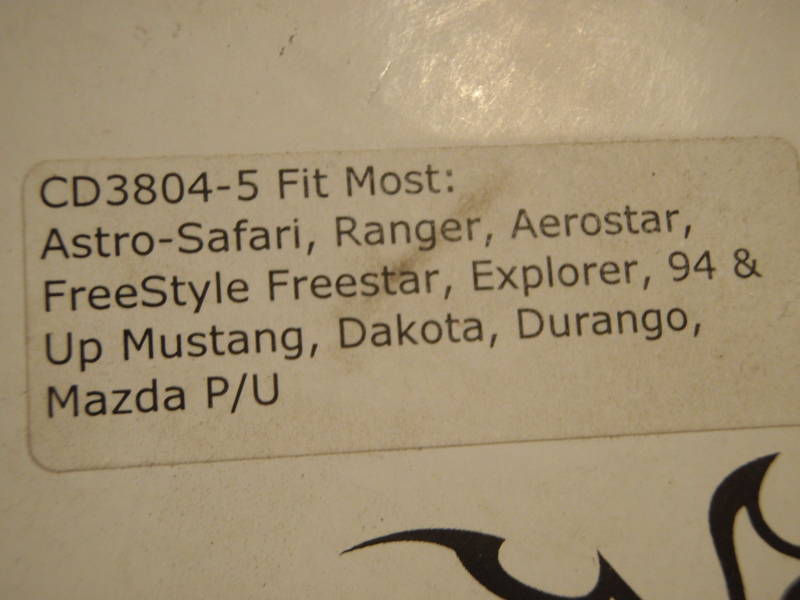 CD3804-5 Fit Most:
Astro-Safari, Ranger, Aerostar,
FreeStyle Freestar, Explorer, 94 &
Up Mustang, Dakota, Durango,
Mazda P/U